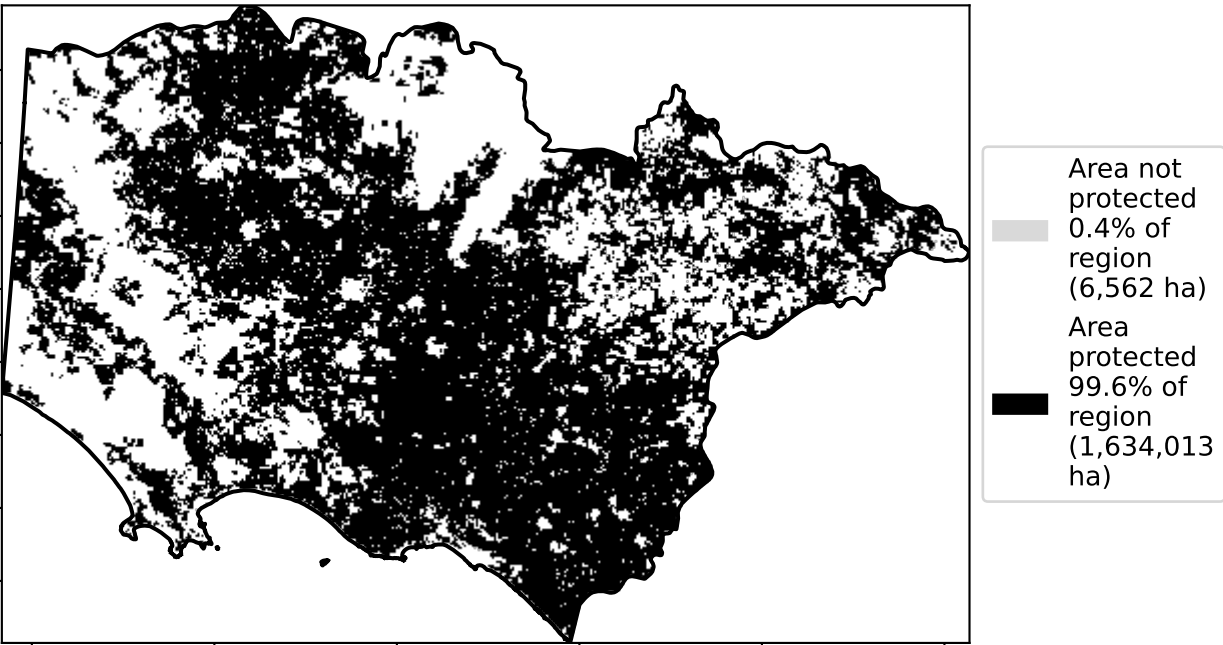 Area not
protected
0.4% of
region
(6,562 ha)
Area
protected
99.6% of
region
(1,634,013
ha)